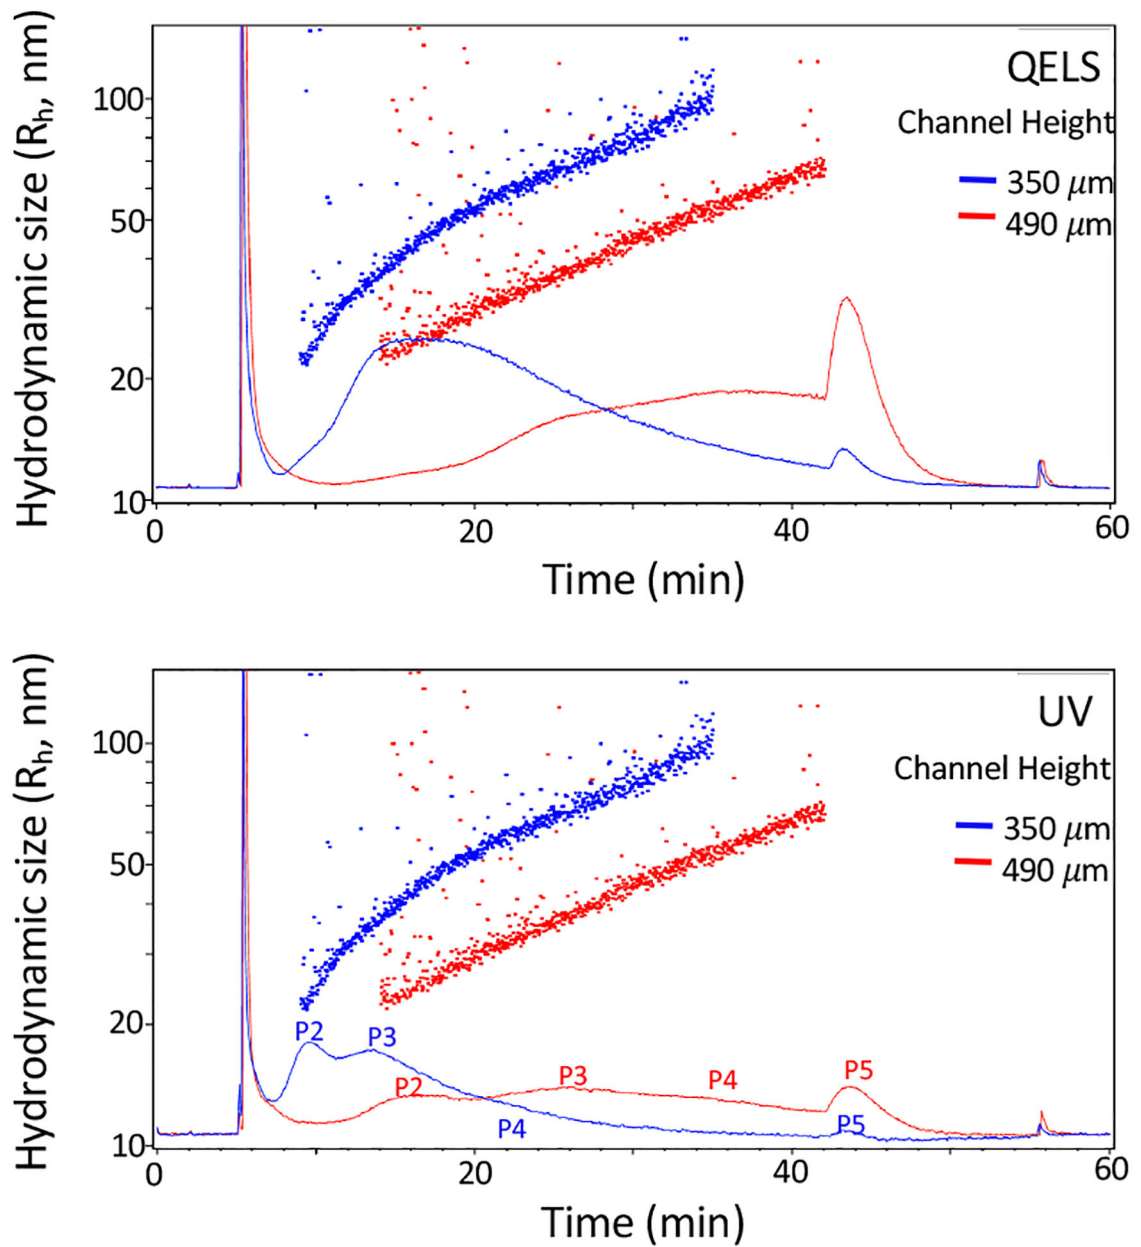 QELS
Channel Height
350 μm
490 μm
Hydrodynamic size (Rh, nm)
100
50
20
10
0
20
40
60
Time (min)
UV
Channel Height
350 μm
490 μm
Hydrodynamic size (Rh, nm)
100
50
20
10
P2
P3
P4
P5
P2
P3
P4
P5
0
20
40
60
Time (min)